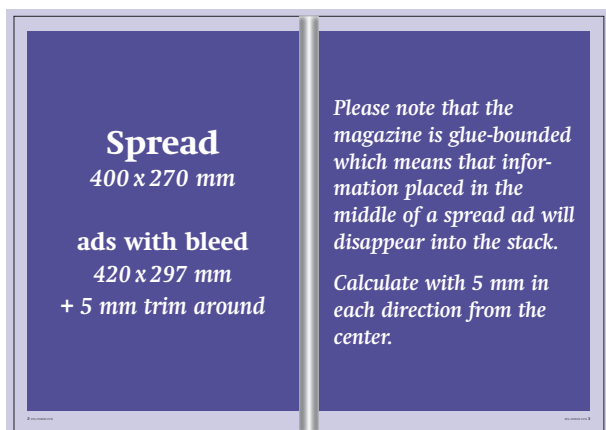 Spread
400 x 270 mm
ads with bleed
420 x 297 mm
+ 5 mm trim around
Please note that the
magazine is glue-bounded
which means that infor-
mation placed in the
middle of a spread ad will
disappear into the stack.
Calculate with 5 mm in
each direction from the
center.